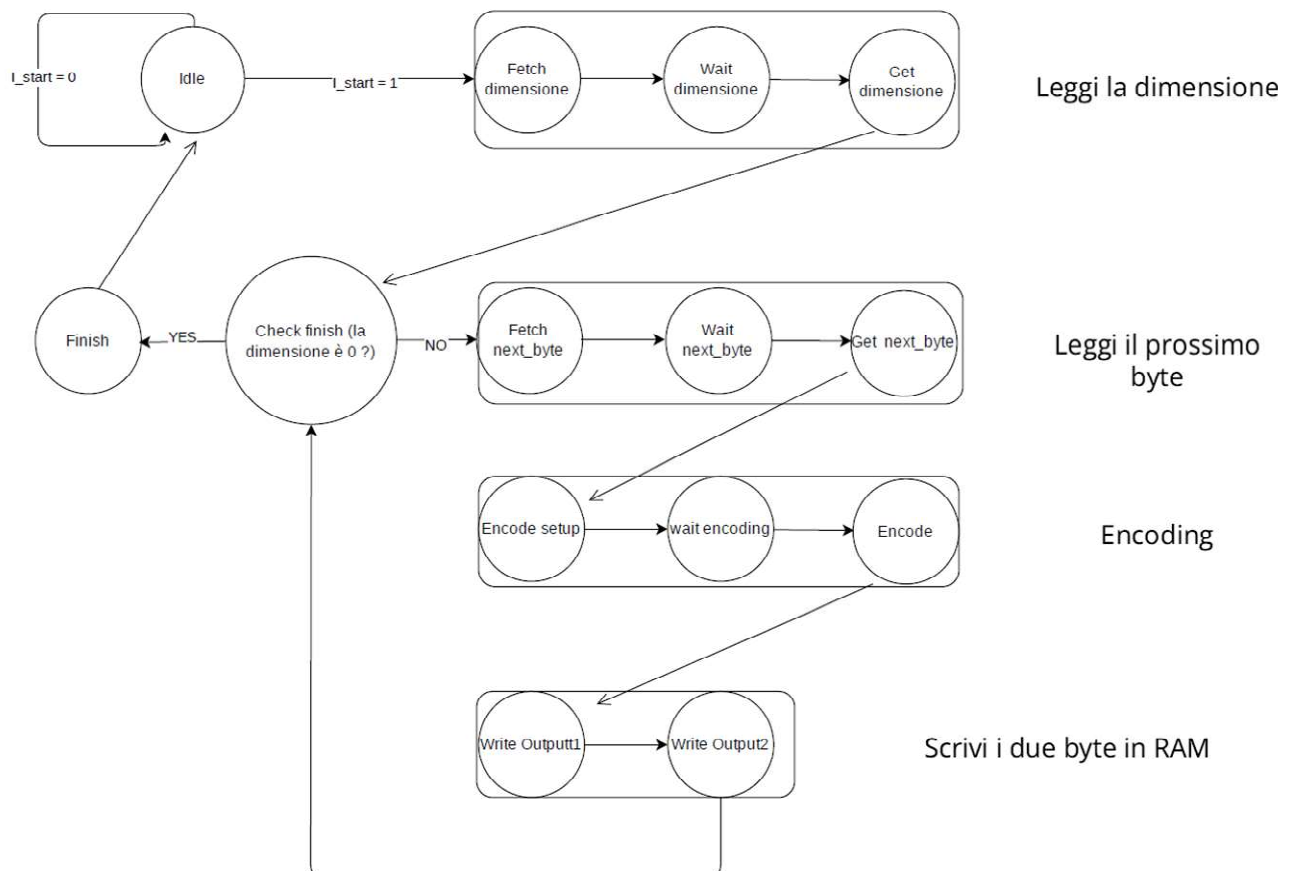 I_start = 0
Idle
I_start = 1
Fetch
dimensione
Wait
dimensione
Get
dimensione
Leggi la dimensione
Finish
YES
Check finish (la
dimensione è 0 ?)
NO
Fetch
next_byte
Wait
next_byte
Get next_byte
Leggi il prossimo
byte
Encode setup
wait encoding
Encode
Encoding
Write Outputt1
Write Output2
Scrivi i due byte in RAM